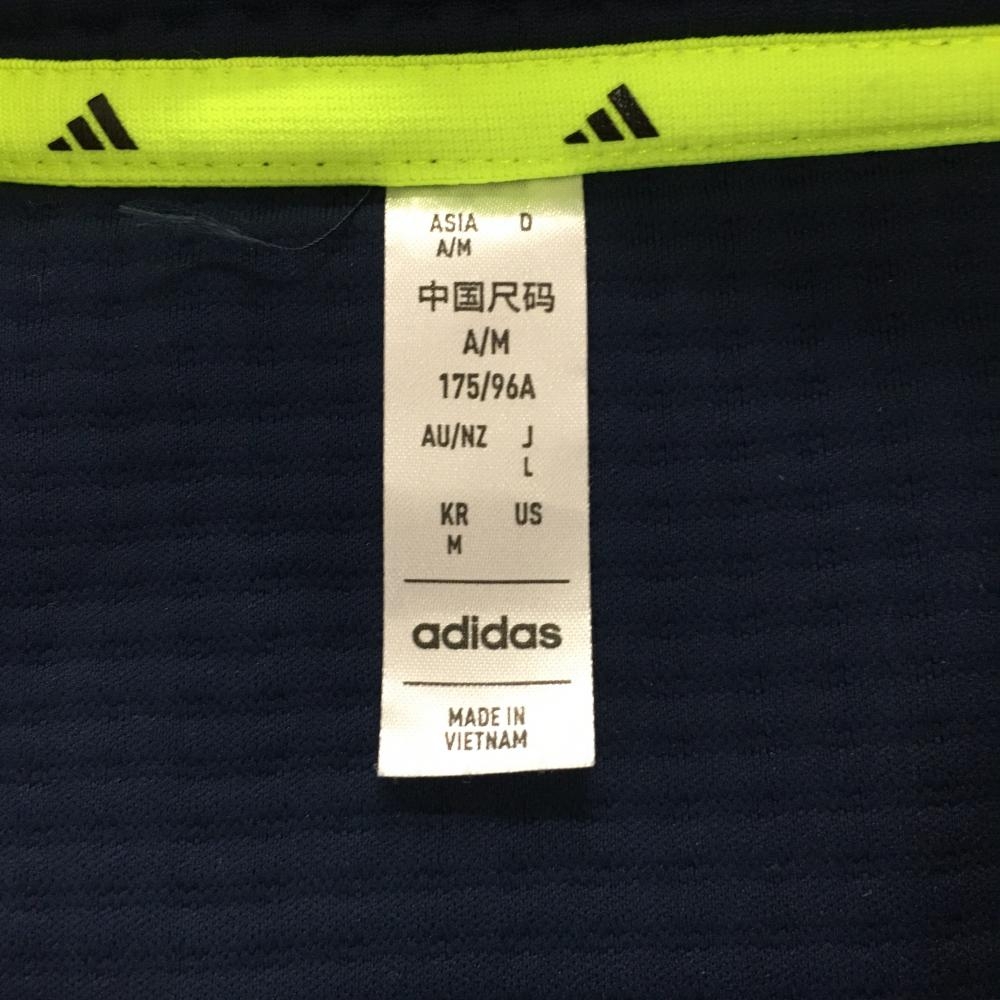 ASIA D
A/M
中国尺码
A/M
175/96A
AU/NZ J
L
KR US
M
adidas
MADE IN
VIETNAM